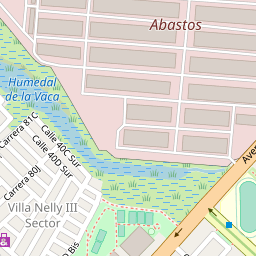 Abastos
Humedal
de la Vaca
Carrera 81C
Calle 40C Sur
Calle 40D Sur
Carrera 80J
Villa Nelly III
Sector
Bis